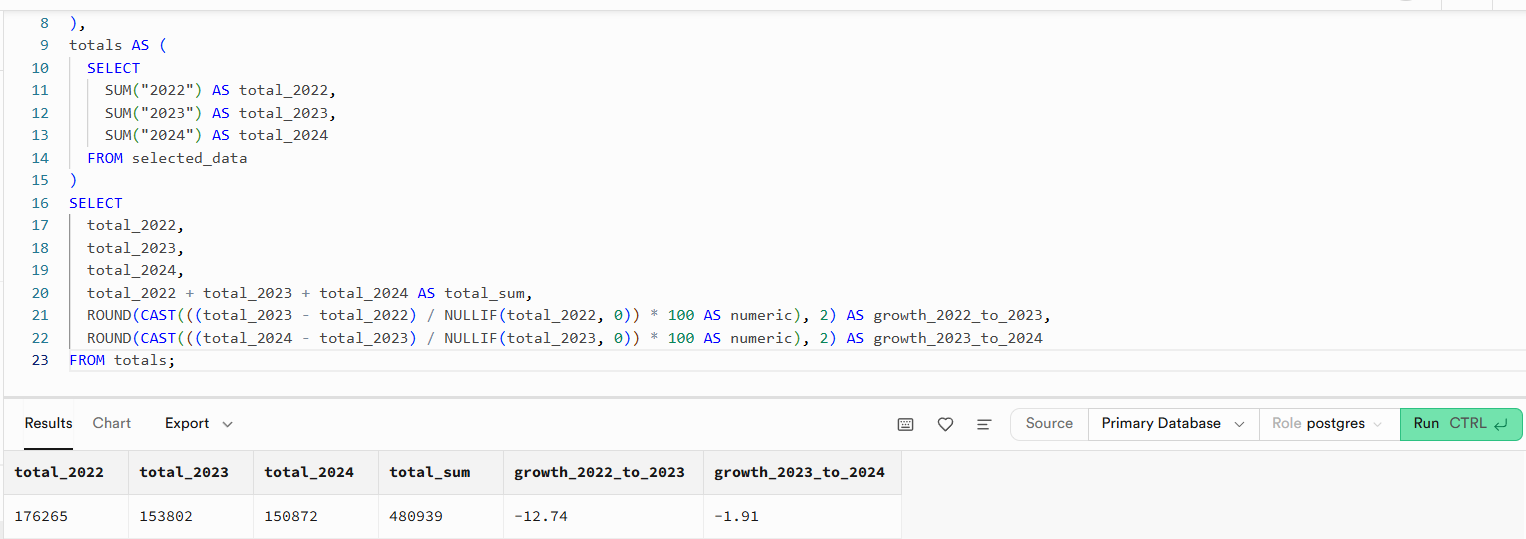 8 ),
9 totals AS (
10 SELECT
11 SUM("2022") AS total_2022,
12 SUM("2023") AS total_2023,
13 SUM("2024") AS total_2024
14 FROM selected_data
15 )
16 SELECT
17 total_2022,
18 total_2023,
19 total_2024,
20 total_2022 + total_2023 + total_2024 AS total_sum,
21 ROUND(CAST(((total_2023 - total_2022) / NULLIF(total_2022, 0)) * 100 AS numeric), 2) AS growth_2022_to_2023,
22 ROUND(CAST(((total_2024 - total_2023) / NULLIF(total_2023, 0)) * 100 AS numeric), 2) AS growth_2023_to_2024
23 FROM totals;
Results Chart Export Source Primary Database Role postgres Run CTRL ↵
total_2022 total_2023 total_2024 total_sum growth_2022_to_2023 growth_2023_to_2024
176265 153802 150872 480939 -12.74 -1.91